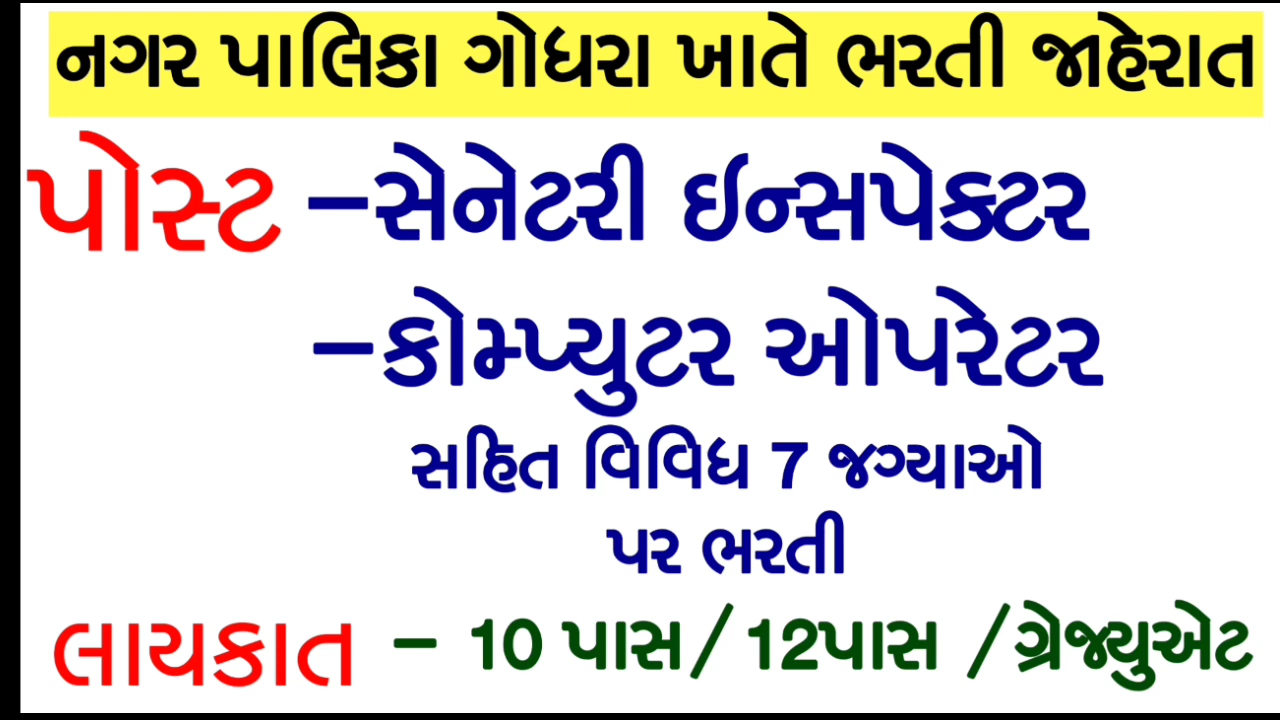 નગર પાલિકા ગોધરા ખાતે ભરતી જાહેરાત
પોસ્ટ –સેનેટરી ઇન્સપેક્ટર
–કોમ્પ્યુટર ઓપરેટર
સહિત વિવિધ 7 જગ્યાઓ
પર ભરતી
લાયકાત – 10 પાસ/ 12પાસ /ગ્રેજ્યુએટ